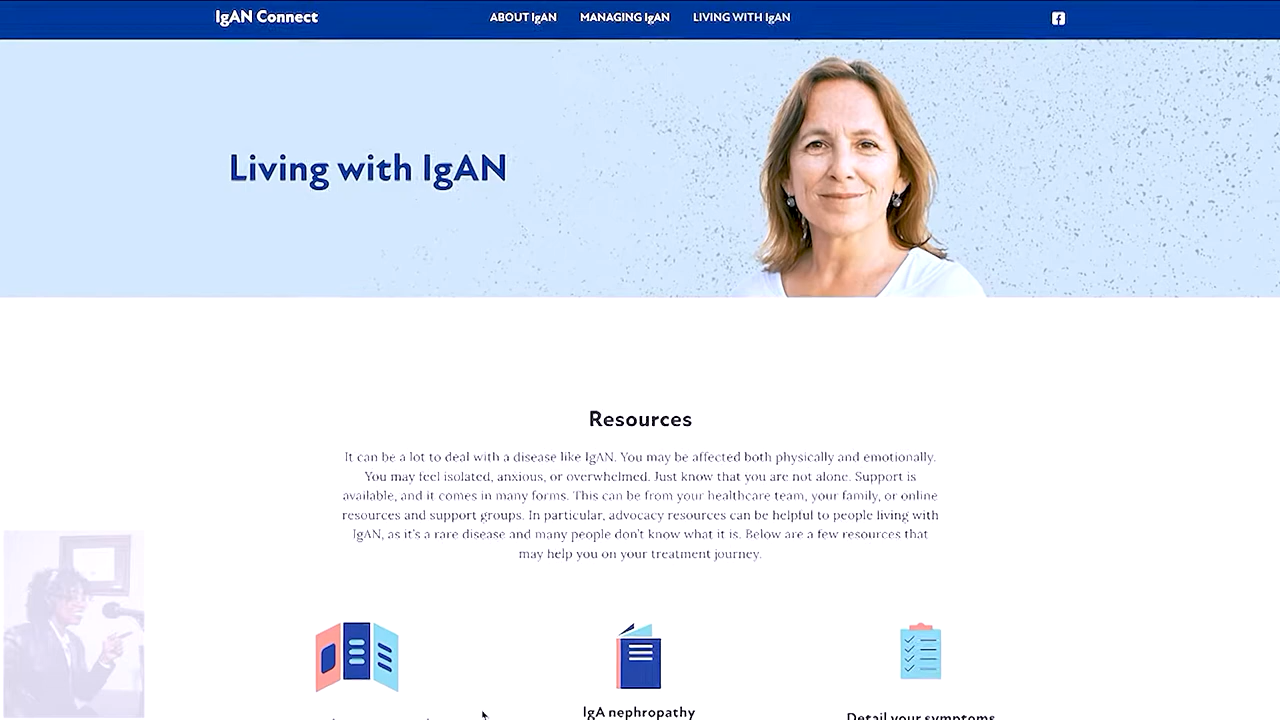 IgAN Connect
ABOUT IgAN
MANAGING IgAN
LIVING WITH IgAN
Living with IgAN
Resources
It can be a lot to deal with a disease like IgAN. You may be affected both physically and emotionally.
You may feel isolated, anxious, or overwhelmed. Just know that you are not alone. Support is
available, and it comes in many forms. This can be from your healthcare team, your family, or online
resources and support groups. In particular, advocacy resources can be helpful to people living with
IgAN, as it's a rare disease and many people don't know what it is. Below are a few resources that
may help you on your treatment journey.
IgA nephropathy
Detail your symptoms